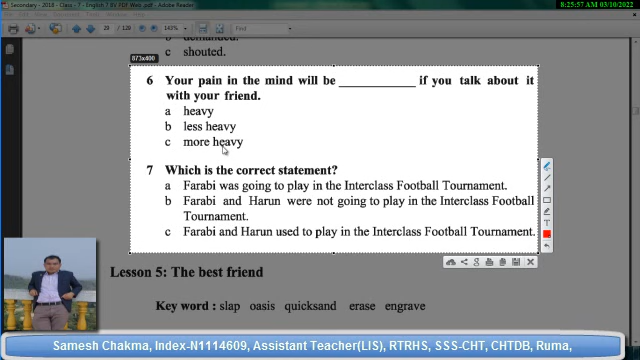 Secondary - 2018 - Class - 7 - English 7 BV PDF Web .pdf - Adobe Reader
8:25:57 AM 03/10/2022
29 / 128
143%
b demanded.
c shouted.
873x400
6 Your pain in the mind will be ____________ if you talk about it
with your friend.
a heavy
b less heavy
c more heavy
7 Which is the correct statement?
a Farabi was going to play in the Interclass Football Tournament.
b Farabi and Harun were not going to play in the Interclass Football
Tournament.
c Farabi and Harun used to play in the Interclass Football Tournament.
Lesson 5: The best friend
Key word : slap oasis quicksand erase engrave
Samesh Chakma, Index-N1114609, Assistant Teacher(LIS), RTRHS, SSS-CHT, CHTDB, Ruma,